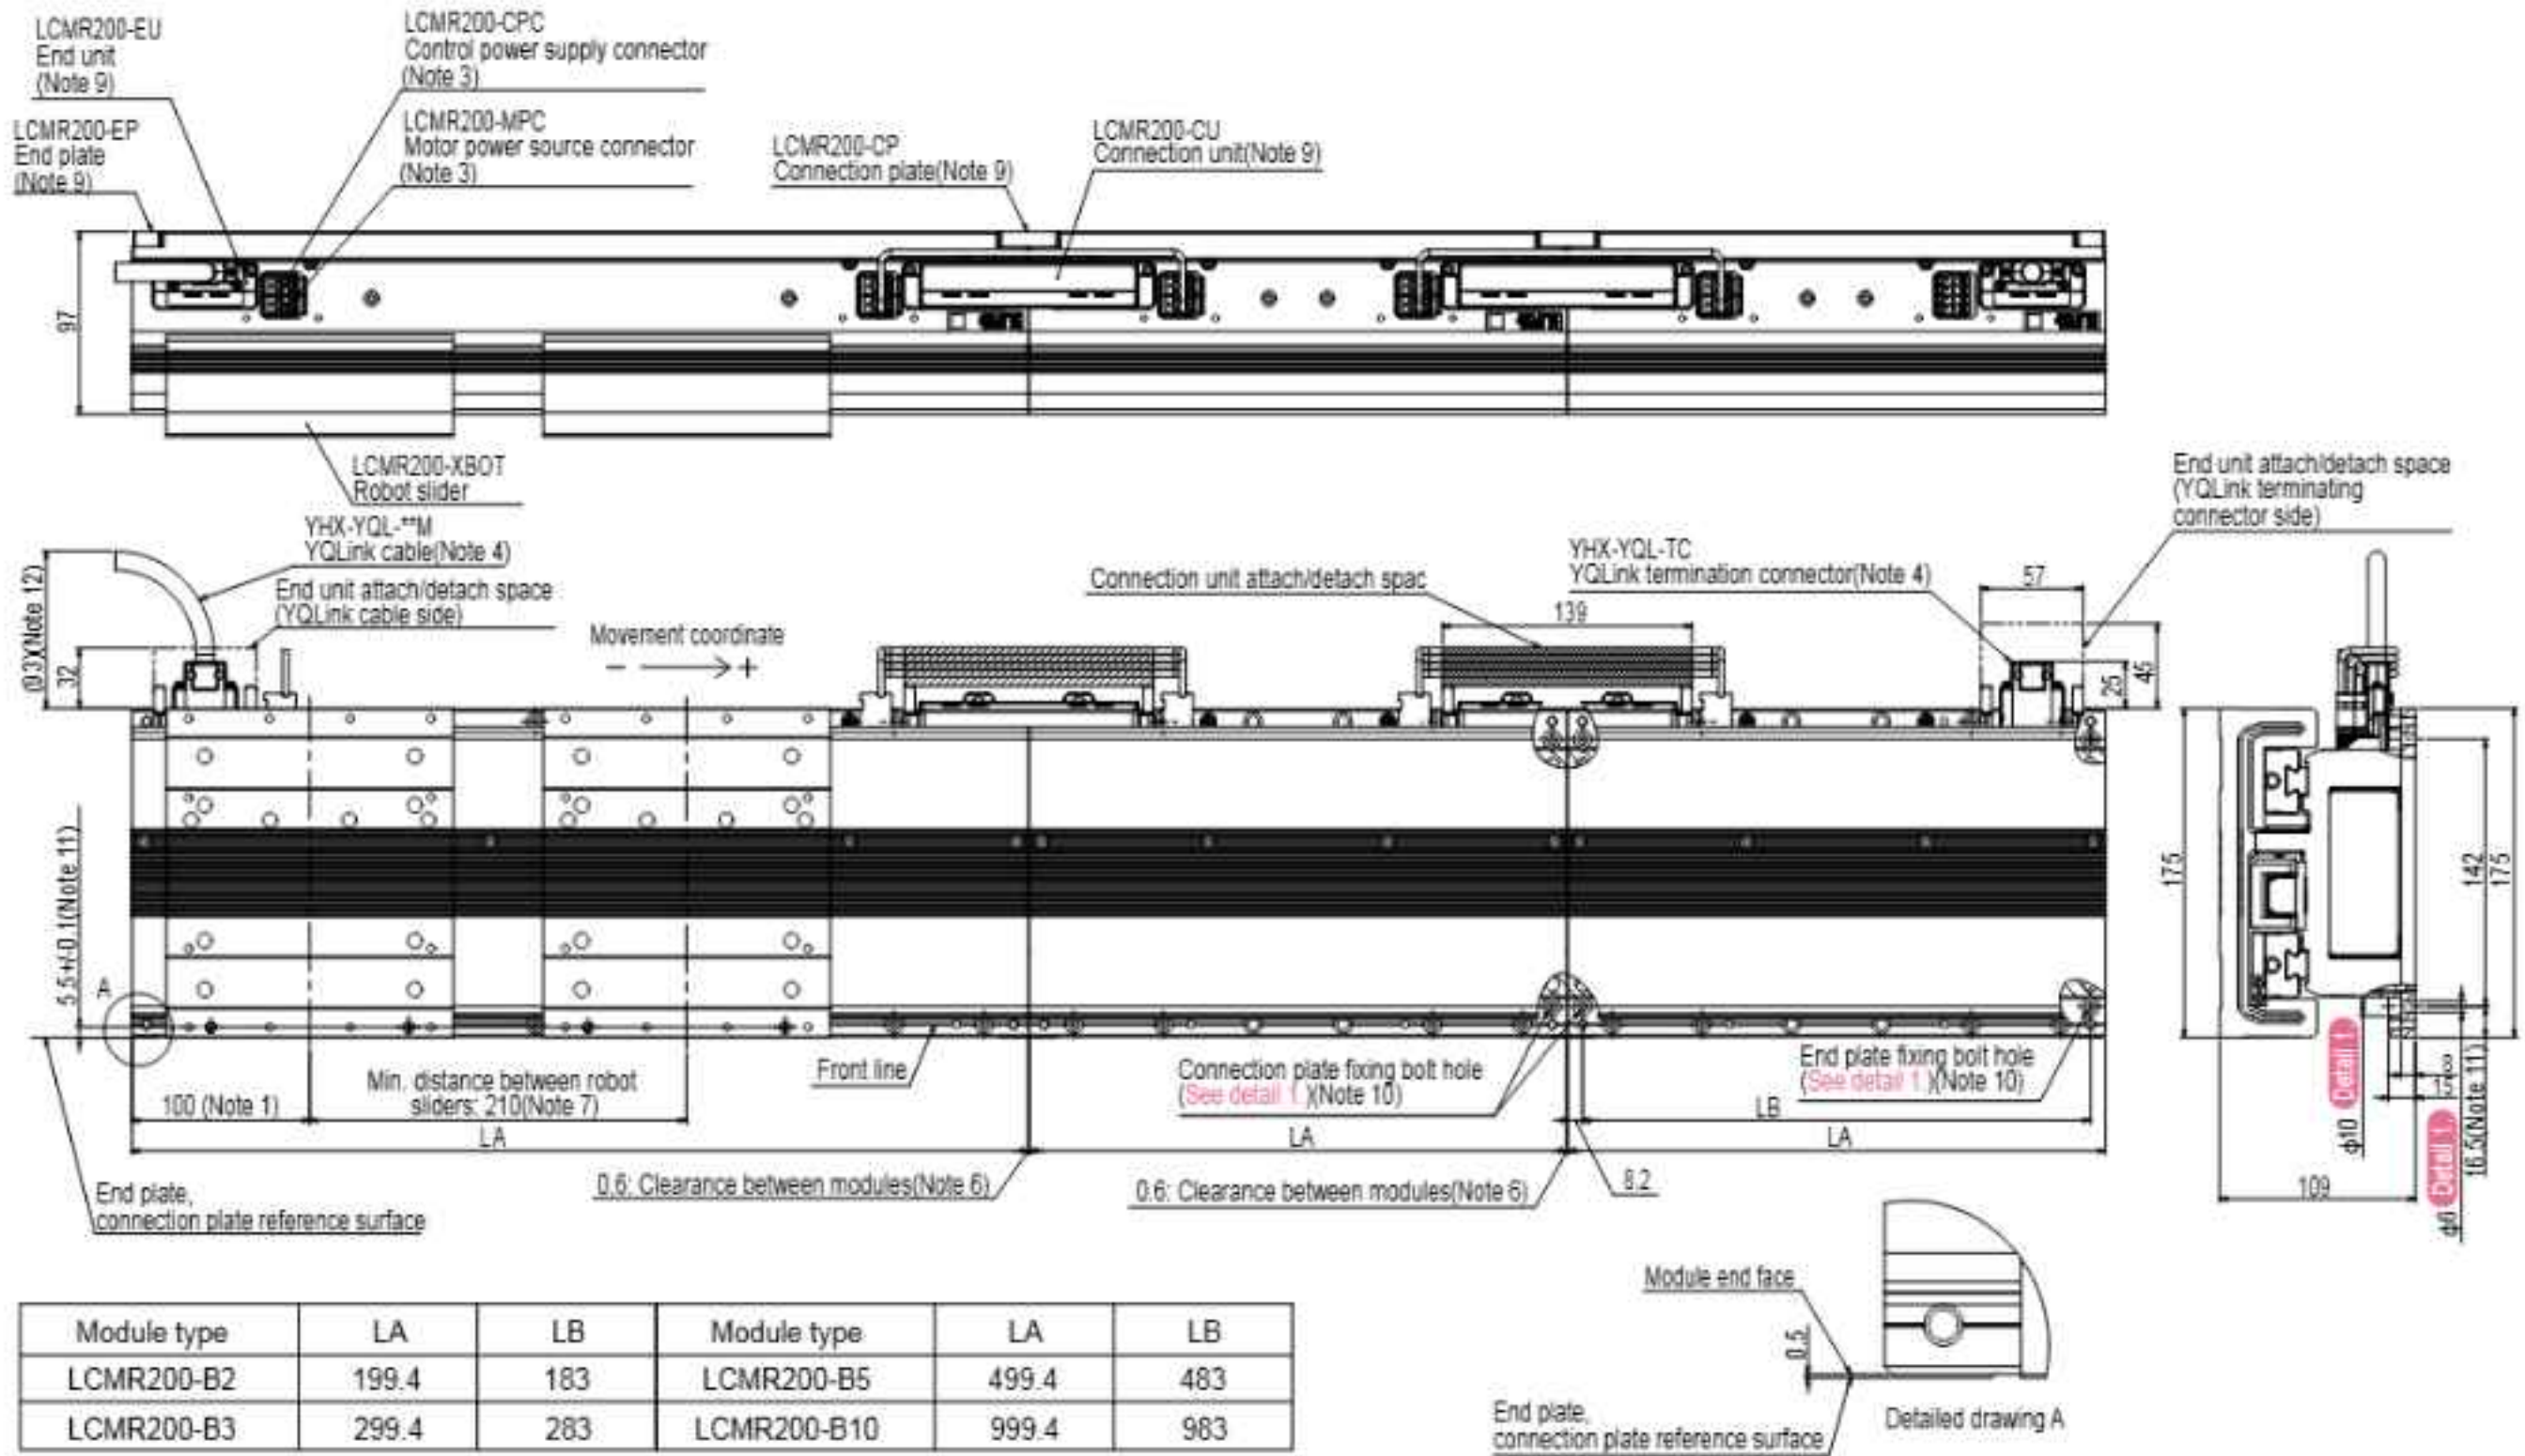 LCMR200-EU
End unit
(Note 9)
LCMR200-CPC
Control power supply connector
(Note 3)
LCMR200-EP
End plate
(Note 9)
LCMR200-MPC
Motor power source connector
(Note 3)
LCMR200-CP
Connection plate(Note 9)
LCMR200-CU
Connection unit(Note 9)
97
LCMR200-XBOT
Robot slider
YHX-YQL-**M
YQLink cable(Note 4)
End unit attach/detach space
(YQLink cable side)
(Note 12)
32
Movement coordinate
- +
Connection unit attach/detach spac
139
YHX-YQL-TC
YQLink termination connector(Note 4)
57
End unit attach/detach space
(YQLink terminating
connector side)
25
45
5.5+/-0.1(Note 11)
A
175
142
175
100 (Note 1)
Min. distance between robot
sliders: 210(Note 7)
Front line
Connection plate fixing bolt hole
(See detail 1.)(Note 10)
End plate fixing bolt hole
(See detail 1.)(Note 10)
LB
LA
LA
LA
0.6: Clearance between modules(Note 6)
0.6: Clearance between modules(Note 6)
8.2
End plate,
connection plate reference surface
Φ10 Detail 1.
Detail 1.
16.5(Note 11)
109
Module end face
0.5
End plate,
connection plate reference surface
Detailed drawing A
Module type LA LB Module type LA LB
LCMR200-B2 199.4 183 LCMR200-B5 499.4 483
LCMR200-B3 299.4 283 LCMR200-B10 999.4 983